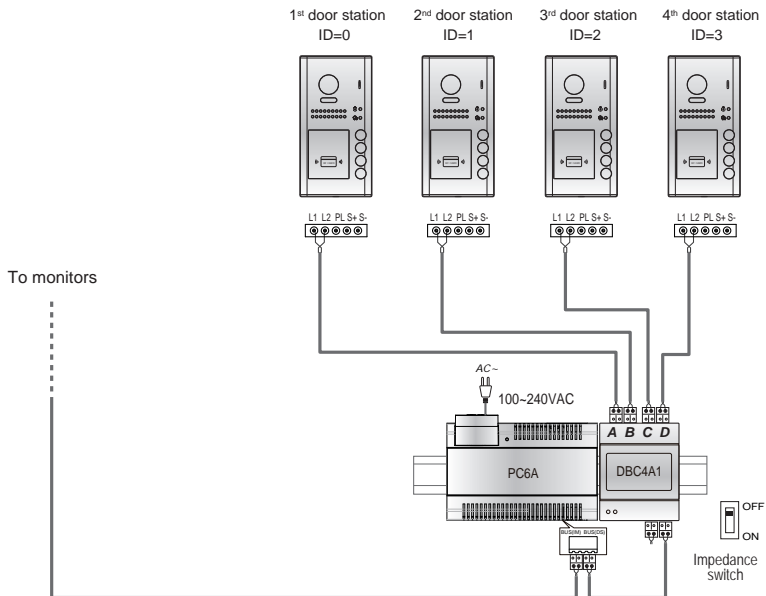 1st door station
ID=0
2nd door station
ID=1
3rd door station
ID=2
4th door station
ID=3
L1 L2 PL S+ S-
L1 L2 PL S+ S-
L1 L2 PL S+ S-
L1 L2 PL S+ S-
To monitors
AC~
100~240VAC
A B C D
PC6A
DBC4A1
OFF
ON
BUS(IM) BUS(DS)
Impedance
switch